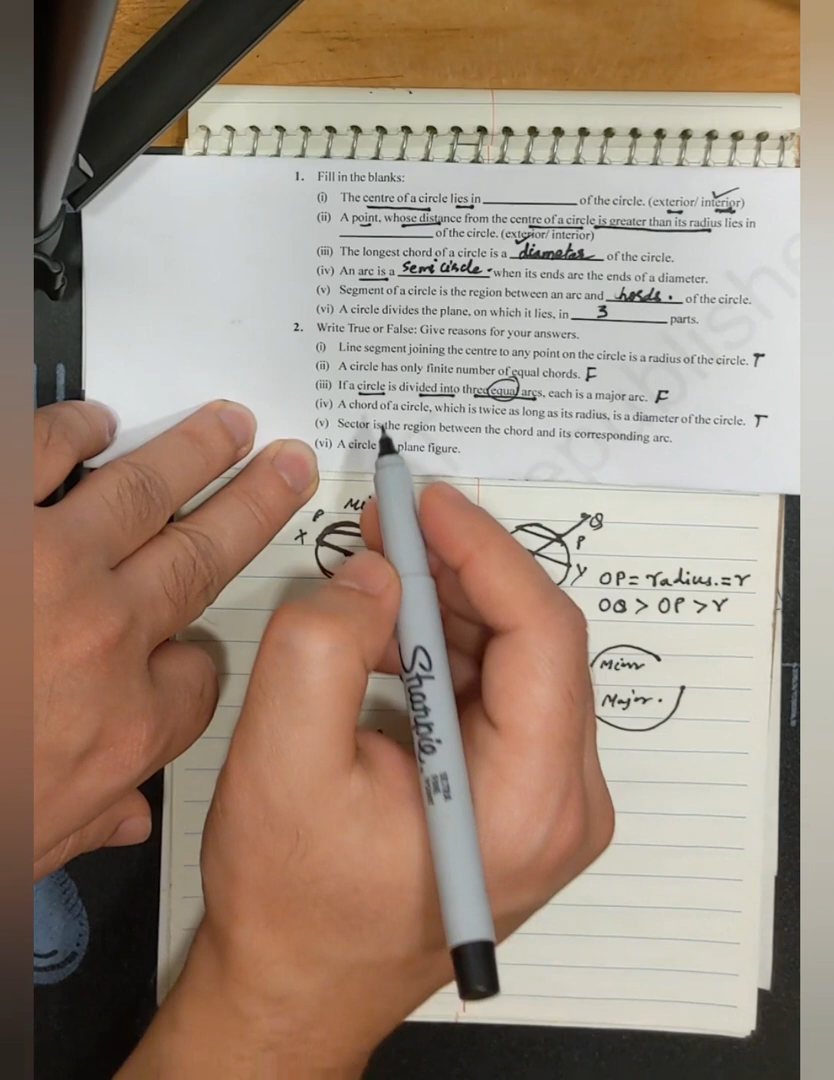 1. Fill in the blanks:
(i) The centre of a circle lies in____________ of the circle. (exterior/ interior)
(ii) A point, whose distance from the centre of a circle is greater than its radius lies in
____________ of the circle. (exterior/ interior)
(iii) The longest chord of a circle is a diameter of the circle.
(iv) An arc is a semi circle. when its ends are the ends of a diameter.
(v) Segment of a circle is the region between an arc and hords. of the circle.
(vi) A circle divides the plane, on which it lies, in 3 parts.
2. Write True or False: Give reasons for your answers.
(i) Line segment joining the centre to any point on the circle is a radius of the circle. T
(ii) A circle has only finite number of equal chords. F
(iii) If a circle is divided into three equal arcs, each is a major arc. F
(iv) A chord of a circle, which is twice as long as its radius, is a diameter of the circle. T
(v) Sector is the region between the chord and its corresponding arc.
(vi) A circle plane figure.
P Mi Q
X P
Y OP = radius. = r
OQ > OP > r
Minr
Major.
Sharpie